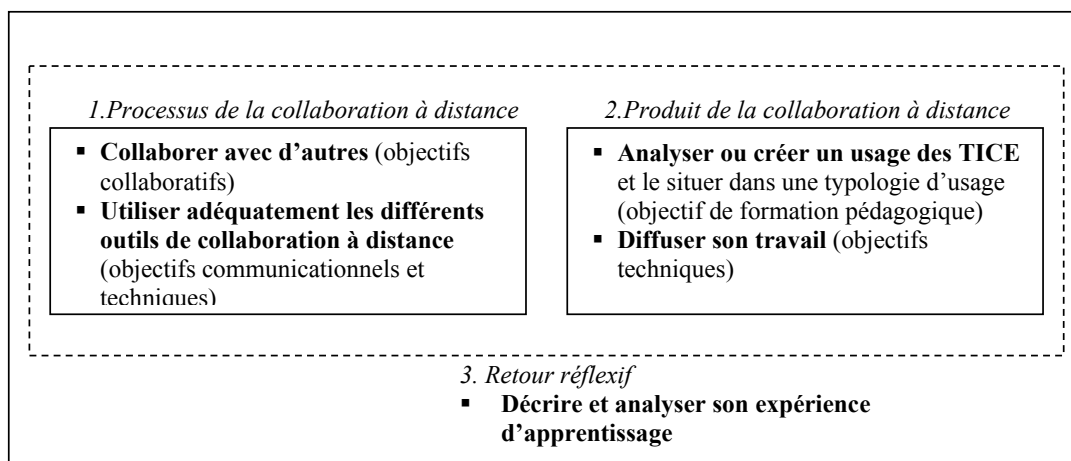 1.Processus de la collaboration à distance
▪ Collaborer avec d'autres (objectifs
collaboratifs)
▪ Utiliser adéquatement les différents
outils de collaboration à distance
(objectifs communicationnels et
techniques)
2.Produit de la collaboration à distance
▪ Analyser ou créer un usage des TICE
et le situer dans une typologie d'usage
(objectif de formation pédagogique)
▪ Diffuser son travail (objectifs
techniques)
3. Retour réflexif
▪ Décrire et analyser son expérience
d'apprentissage